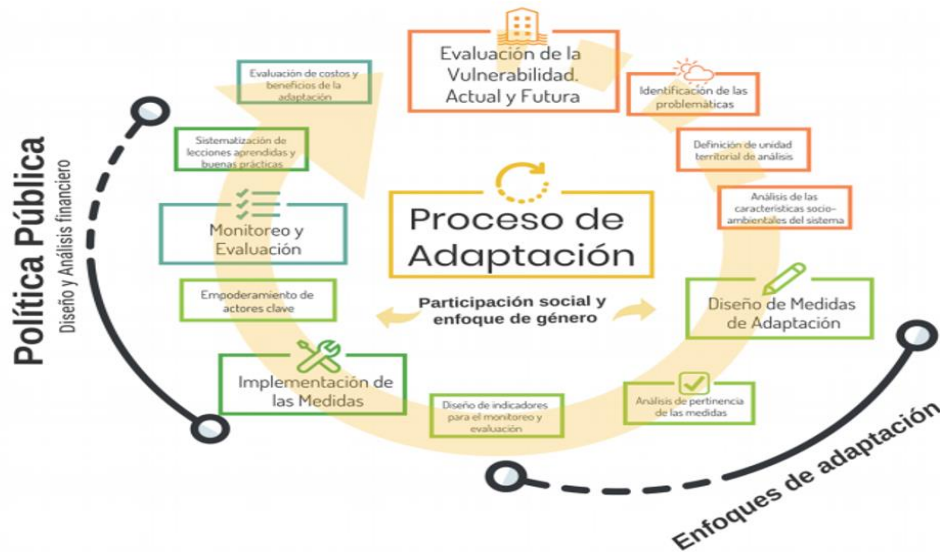 Evaluación de la
Vulnerabilidad.
Actual y Futura
Identificación de las
problemáticas
Definición de unidad
territorial de análisis
Análisis de las
características socio-
ambientales del sistema
Diseño de Medidas
de Adaptación
Análisis de pertinencia
de las medidas
Diseño de indicadores
para el monitoreo y
evaluación
Implementación de
las Medidas
Empoderamiento de
actores clave
Monitoreo y
Evaluación
Sistematización de
lecciones aprendidas y
buenas prácticas
Evaluación de costos y
beneficios de la
adaptación
Proceso de
Adaptación
Participación social y
enfoque de género
Política Pública
Diseño y Análisis financiero
Enfoques de adaptación